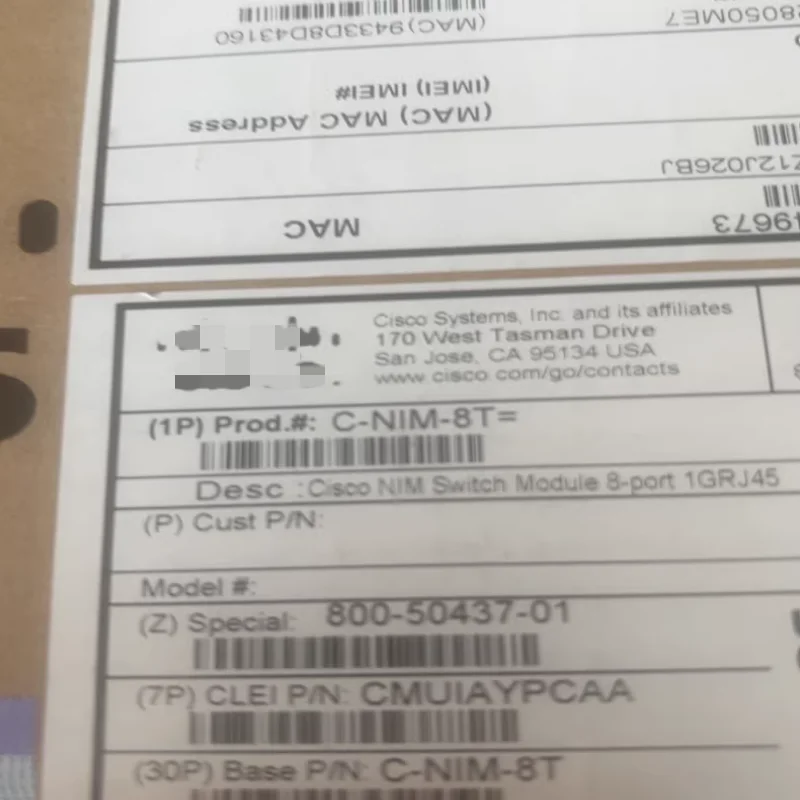 (MAC)9433D8D43160
28050ME7
(IMEI) IMEI#
(MAC) MAC Address
Z12J026BJ
MAC
49673
Cisco Systems, Inc. and its affiliates
170 West Tasman Drive
San Jose, CA 95134 USA
www.cisco.com/go/contacts
(1P) Prod.#: C-NIM-8T=
Desc :Cisco NIM Switch Module 8-port 1GRJ45
(P) Cust P/N:
Model #:
(Z) Special: 800-50437-01
(7P) CLEI P/N: CMUIAYPCAA
(30P) Base P/N: C-NIM-8T